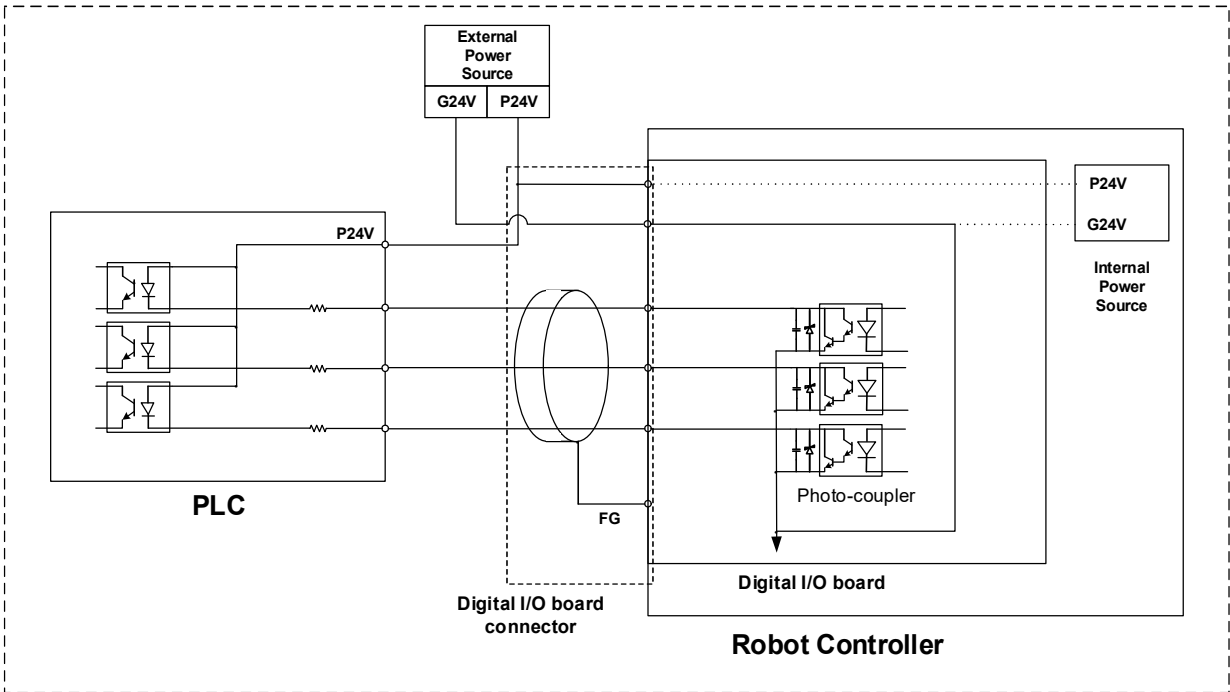 External
Power
Source
G24V P24V
P24V
G24V
Internal
Power
Source
P24V
PLC
FG
Photo-coupler
Digital I/O board
Digital I/O board
connector
Robot Controller